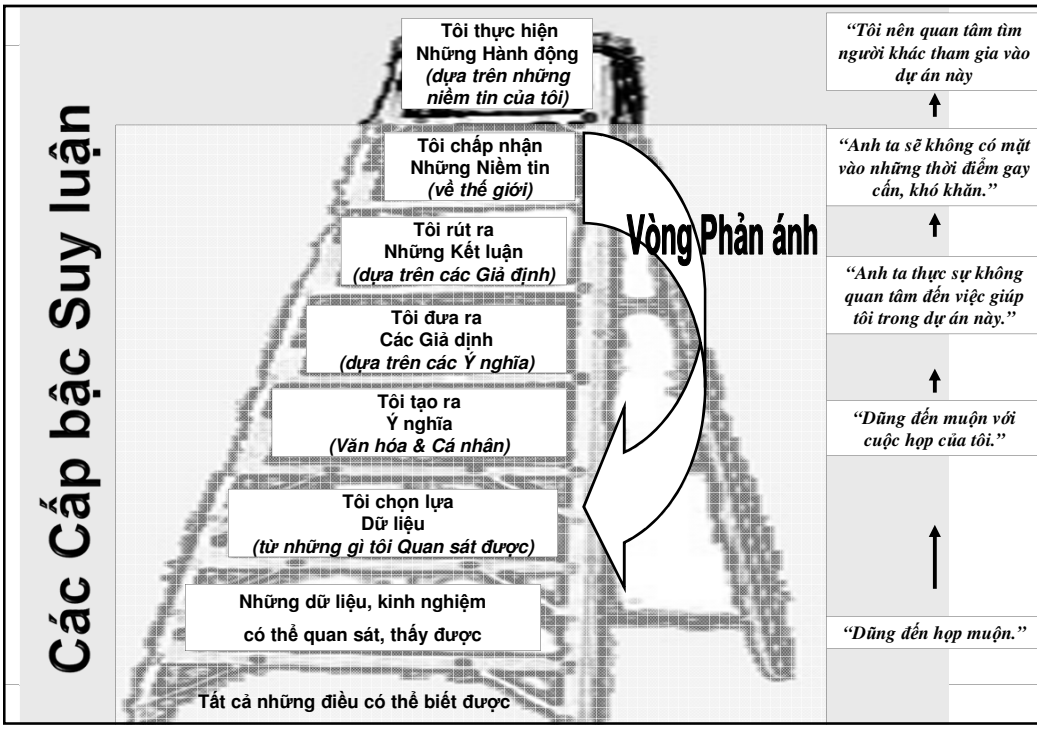 Các Cấp bậc Suy luận
Tôi thực hiện
Những Hành động
(dựa trên những
niềm tin của tôi)
Tôi chấp nhận
Những Niềm tin
(về thế giới)
Tôi rút ra
Những Kết luận
(dựa trên các Giả định)
Tôi đưa ra
Các Giả dịnh
(dựa trên các Ý nghĩa)
Tôi tạo ra
Ý nghĩa
(Văn hóa & Cá nhân)
Tôi chọn lựa
Dữ liệu
(từ những gì tôi Quan sát được)
Những dữ liệu, kinh nghiệm
có thể quan sát, thấy được
Tất cả những điều có thể biết được
Vòng Phản ánh
“Tôi nên quan tâm tìm
người khác tham gia vào
dự án này
“Anh ta sẽ không có mặt
vào những thời điểm gay
cấn, khó khăn.”
“Anh ta thực sự không
quan tâm đến việc giúp
tôi trong dự án này.”
“Dũng đến muộn với
cuộc họp của tôi.”
“Dũng đến họp muộn.”